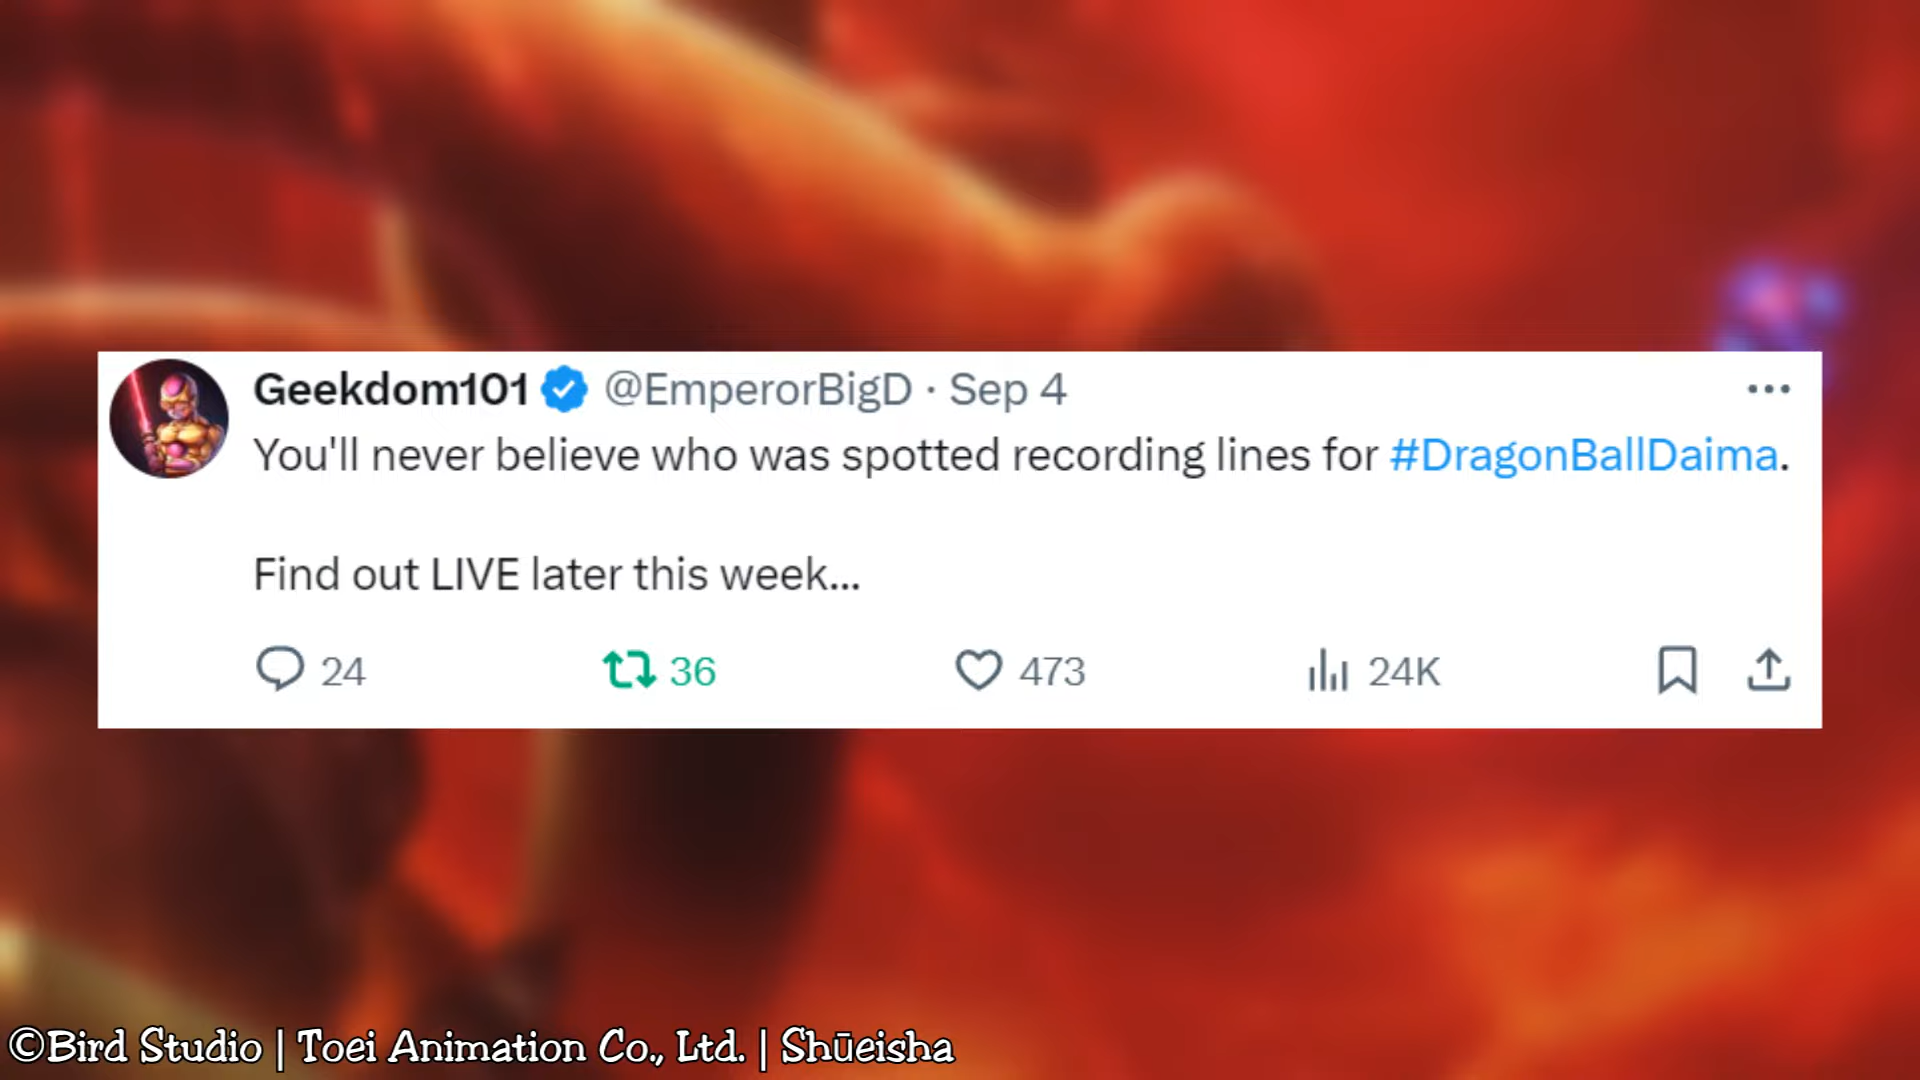 Geekdom101 @EmperorBigD · Sep 4
You'll never believe who was spotted recording lines for #DragonBallDaima.
Find out LIVE later this week...
24 36 473 24K
©Bird Studio | Toei Animation Co., Ltd. | Shūeisha